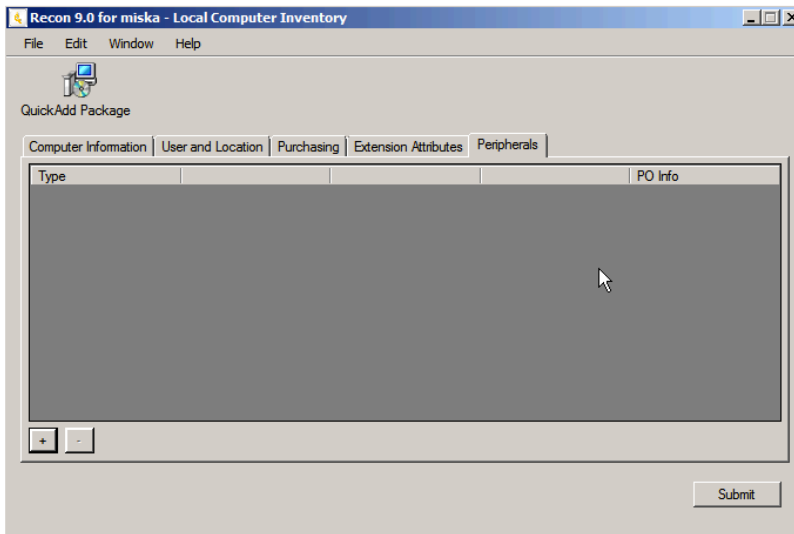 Recon 9.0 for miska - Local Computer Inventory
File Edit Window Help
QuickAdd Package
Computer Information User and Location Purchasing Extension Attributes Peripherals
Type PO Info
+ -
Submit